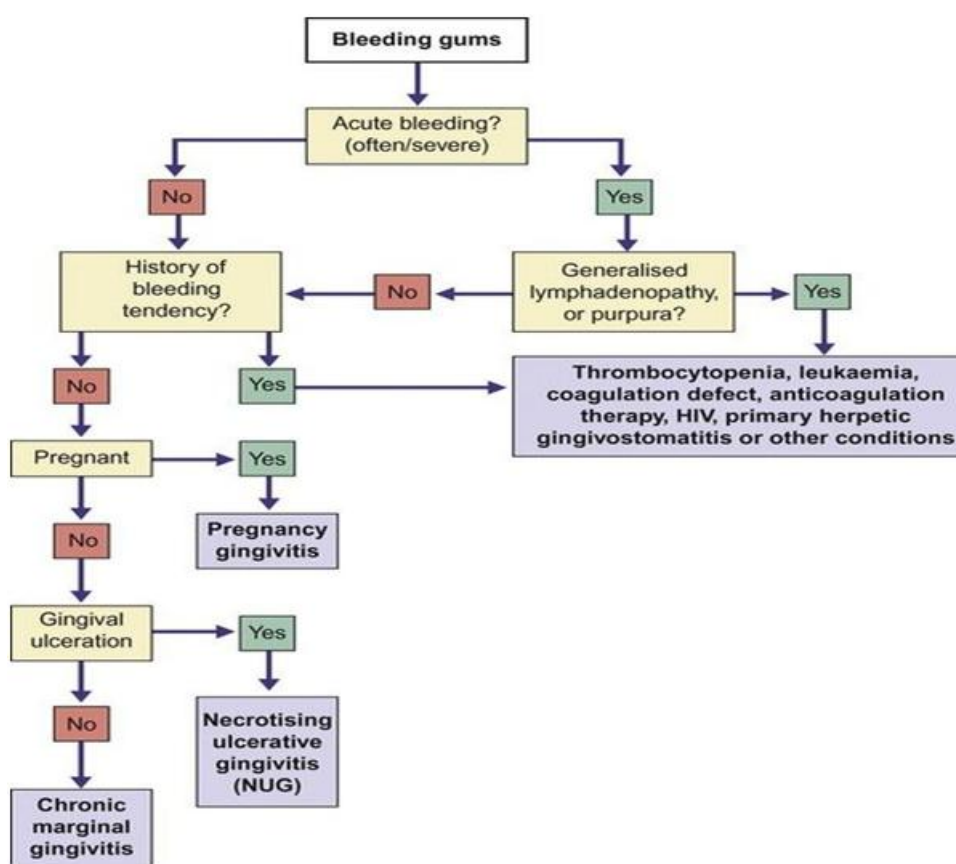 Bleeding gums
Acute bleeding?
(often/severe)
No
Yes
History of
bleeding
tendency?
No
Generalised
lymphadenopathy,
or purpura?
Yes
No
Yes
Thrombocytopenia, leukaemia,
coagulation defect, anticoagulation
therapy, HIV, primary herpetic
gingivostomatitis or other conditions
Pregnant
Yes
No
Pregnancy
gingivitis
Gingival
ulceration
Yes
No
Necrotising
ulcerative
gingivitis
(NUG)
Chronic
marginal
gingivitis